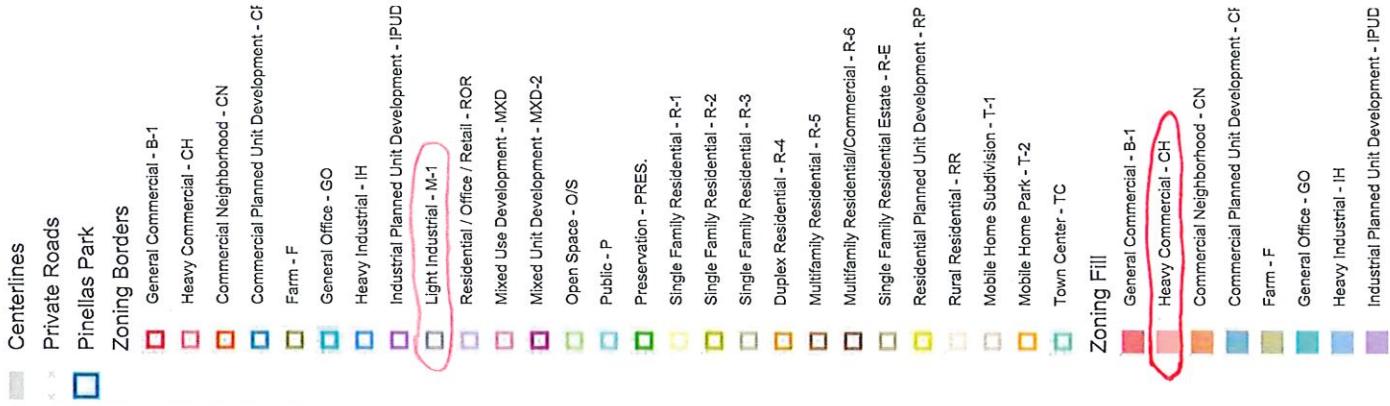 Centerlines
Private Roads
Pinellas Park
Zoning Borders
General Commercial - B-1
Heavy Commercial - CH
Commercial Neighborhood - CN
Commercial Planned Unit Development - CP
Farm - F
General Office - GO
Heavy Industrial - IH
Industrial Planned Unit Development - IPUD
Light Industrial - M-1
Residential / Office / Retail - ROR
Mixed Use Development - MXD
Mixed Unit Development - MXD-2
Open Space - O/S
Public - P
Preservation - PRES.
Single Family Residential - R-1
Single Family Residential - R-2
Single Family Residential - R-3
Duplex Residential - R-4
Multifamily Residential - R-5
Multifamily Residential/Commercial - R-6
Single Family Residential Estate - R-E
Residential Planned Unit Development - RP
Rural Residential - RR
Mobile Home Subdivision - T-1
Mobile Home Park - T-2
Town Center - TC
Zoning Fill
General Commercial - B-1
Heavy Commercial - CH
Commercial Neighborhood - CN
Commercial Planned Unit Development - CP
Farm - F
General Office - GO
Heavy Industrial - IH
Industrial Planned Unit Development - IPUD